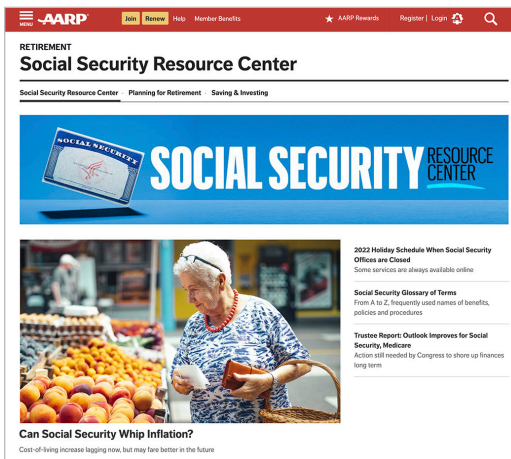 MENU
AARP
Join
Renew
Help
Member Benefits
AARP Rewards
Register | Login
RETIREMENT
Social Security Resource Center
Social Security Resource Center
Planning for Retirement
Saving & Investing
SOCIAL SECURITY
SOCIAL SECURITY RESOURCE
CENTER
2022 Holiday Schedule When Social Security
Offices are Closed
Some services are always available online
Social Security Glossary of Terms
From A to Z, frequently used names of benefits,
policies and procedures
Trustee Report: Outlook Improves for Social
Security, Medicare
Action still needed by Congress to shore up finances
long term
Can Social Security Whip Inflation?
Cost-of-living increase lagging now, but may fare better in the future